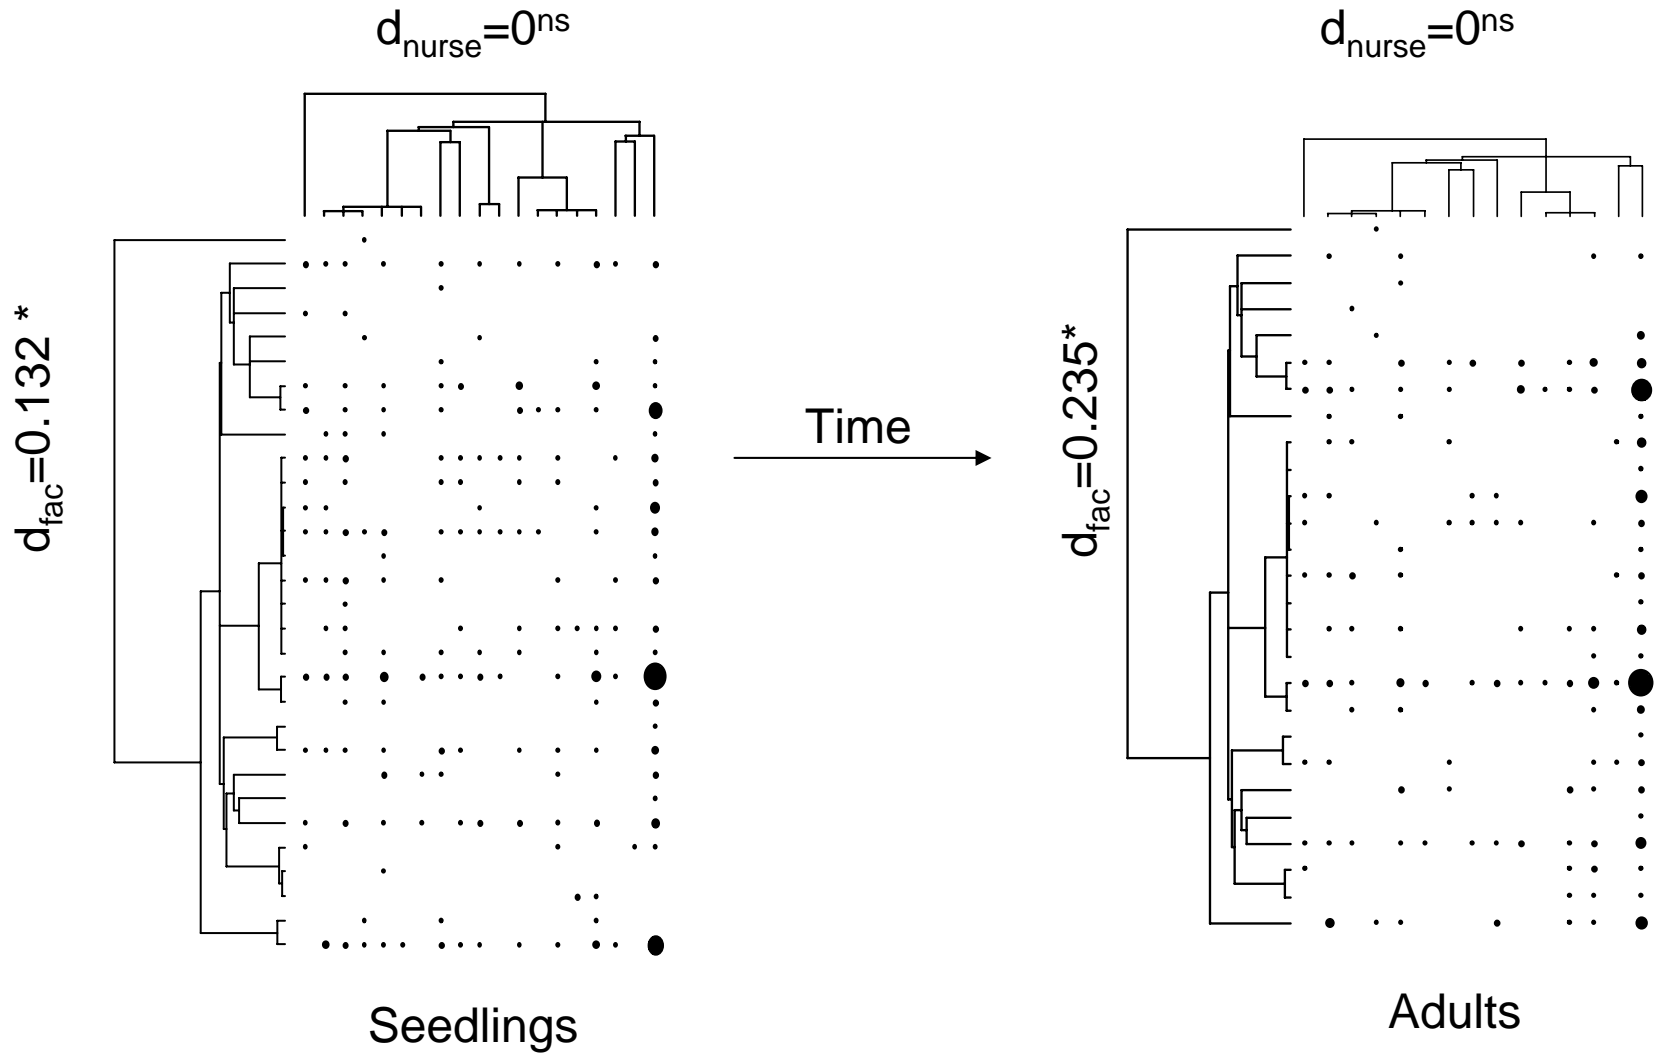 d_nurse=0^ns
d_nurse=0^ns
d_fac=0.132 *
Time
d_fac=0.235*
Seedlings
Adults